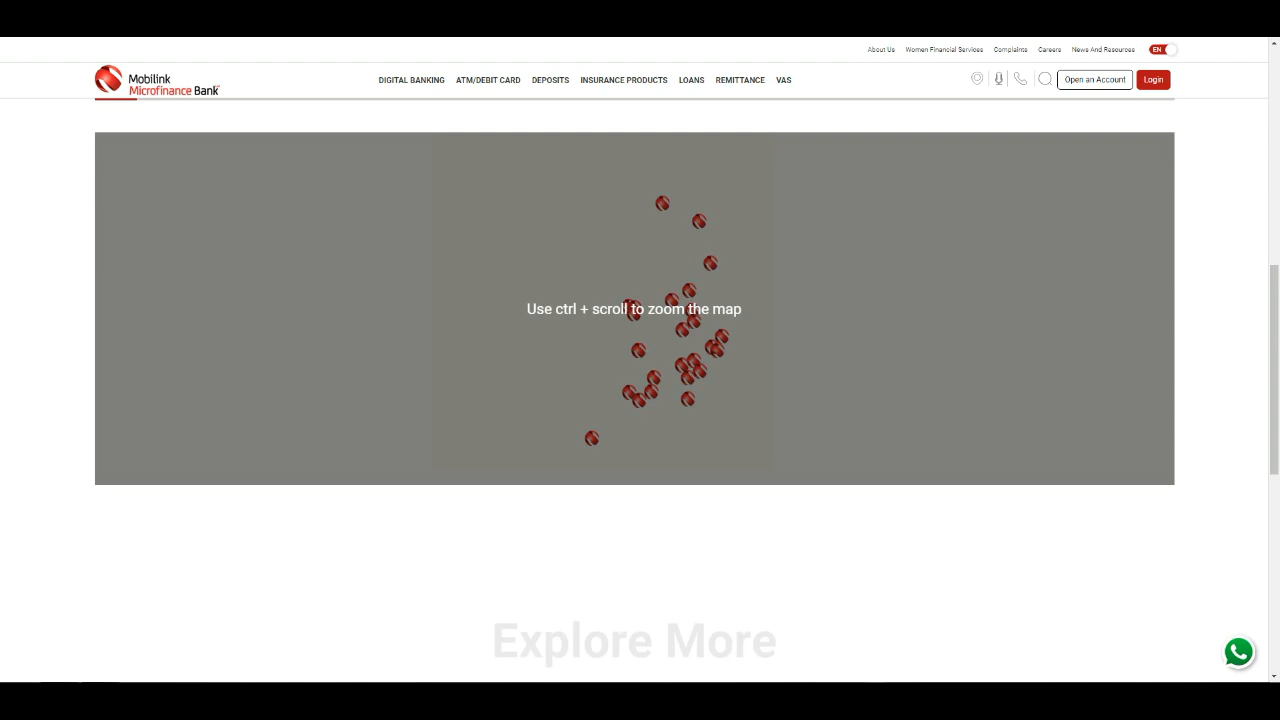 About Us Women Financial Services Complaints Careers News And Resources EN
Mobilink
Microfinance Bank
DIGITAL BANKING ATM/DEBIT CARD DEPOSITS INSURANCE PRODUCTS LOANS REMITTANCE VAS Open an Account Login
Use ctrl + scroll to zoom the map
Explore More